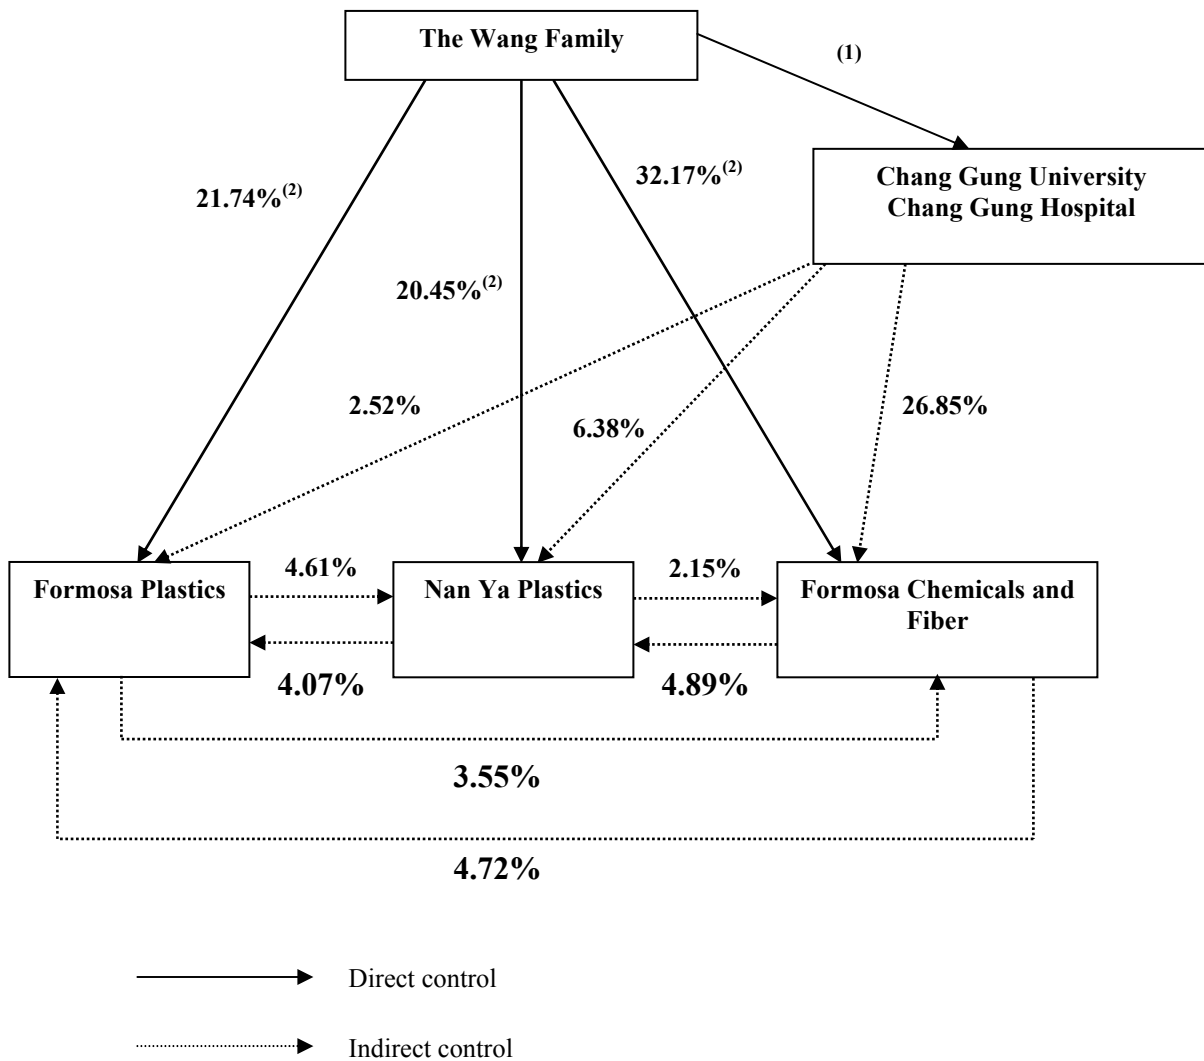 The Wang Family
(1)
Chang Gung University
Chang Gung Hospital
32.17%(2)
21.74%(2)
20.45%(2)
2.52%
6.38%
26.85%
Formosa Plastics
4.61%
Nan Ya Plastics
2.15%
Formosa Chemicals and
Fiber
4.07%
4.89%
3.55%
4.72%
Direct control
Indirect control